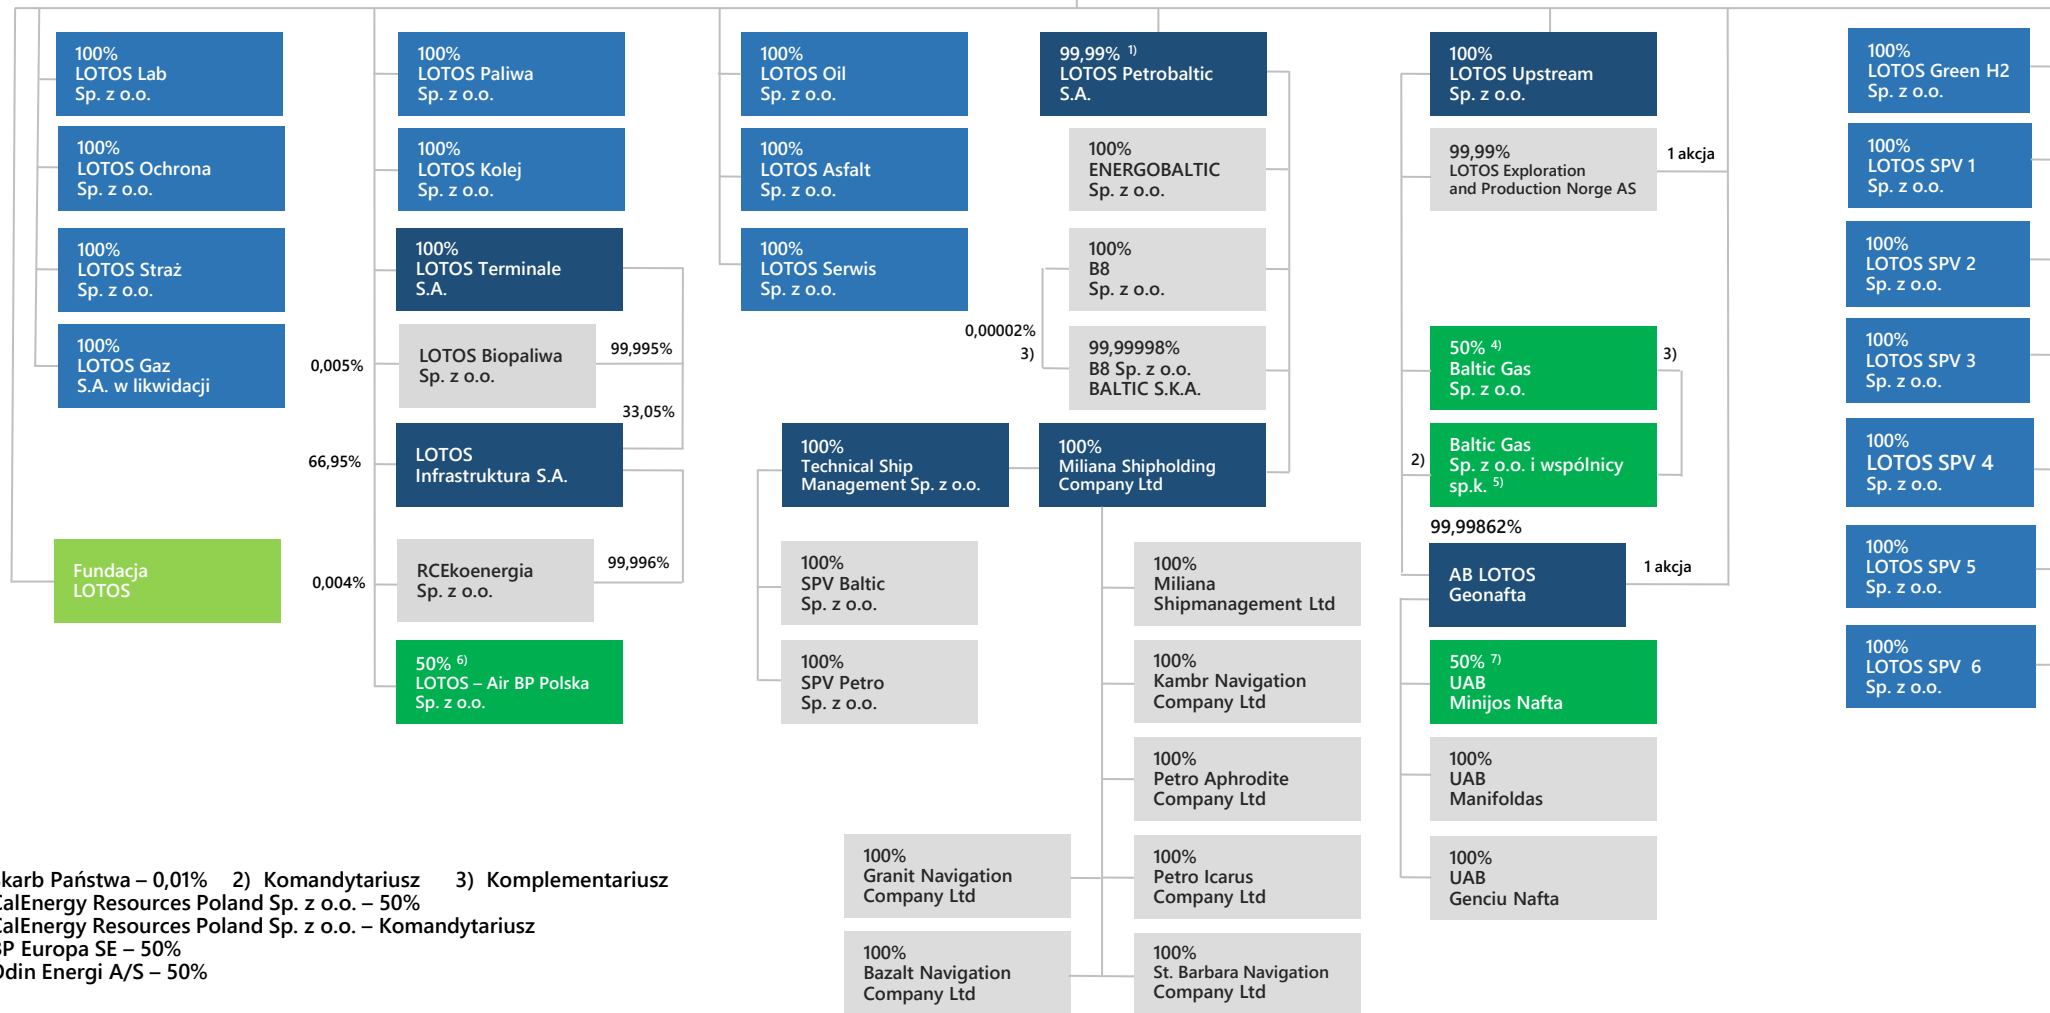 100%
LOTOS Lab
Sp. z o.o.
100%
LOTOS Ochrona
Sp. z o.o.
100%
LOTOS Straż
Sp. z o.o.
100%
LOTOS Gaz
S.A. w likwidacji
Fundacja
LOTOS
100%
LOTOS Paliwa
Sp. z o.o.
100%
LOTOS Kolej
Sp. z o.o.
100%
LOTOS Terminale
S.A.
0,005%
LOTOS Biopaliwa
Sp. z o.o.
99,995%
33,05%
66,95%
LOTOS
Infrastruktura S.A.
0,004%
RCEkoenergia
Sp. z o.o.
99,996%
50% 6)
LOTOS – Air BP Polska
Sp. z o.o.
100%
LOTOS Oil
Sp. z o.o.
100%
LOTOS Asfalt
Sp. z o.o.
100%
LOTOS Serwis
Sp. z o.o.
99,99% 1)
LOTOS Petrobaltic
S.A.
100%
ENERGOBALTIC
Sp. z o.o.
100%
B8
Sp. z o.o.
0,00002%
3)
99,99998%
B8 Sp. z o.o.
BALTIC S.K.A.
100%
Technical Ship
Management Sp. z o.o.
100%
Miliana Shipholding
Company Ltd
100%
SPV Baltic
Sp. z o.o.
100%
SPV Petro
Sp. z o.o.
100%
Miliana
Shipmanagement Ltd
100%
Kambr Navigation
Company Ltd
100%
Petro Aphrodite
Company Ltd
100%
Granit Navigation
Company Ltd
100%
Petro Icarus
Company Ltd
100%
Bazalt Navigation
Company Ltd
100%
St. Barbara Navigation
Company Ltd
100%
LOTOS Upstream
Sp. z o.o.
99,99%
LOTOS Exploration
and Production Norge AS
1 akcja
50% 4)
Baltic Gas
Sp. z o.o.
3)
2)
Baltic Gas
Sp. z o.o. i wspólnicy
sp.k. 5)
99,99862%
AB LOTOS
Geonafta
1 akcja
50% 7)
UAB
Minijos Nafta
100%
UAB
Manifoldas
100%
UAB
Genciu Nafta
100%
LOTOS Green H2
Sp. z o.o.
100%
LOTOS SPV 1
Sp. z o.o.
100%
LOTOS SPV 2
Sp. z o.o.
100%
LOTOS SPV 3
Sp. z o.o.
100%
LOTOS SPV 4
Sp. z o.o.
100%
LOTOS SPV 5
Sp. z o.o.
100%
LOTOS SPV 6
Sp. z o.o.
Skarb Państwa – 0,01% 2) Komandytariusz 3) Komplementariusz
CalEnergy Resources Poland Sp. z o.o. – 50%
CalEnergy Resources Poland Sp. z o.o. – Komandytariusz
BP Europa SE – 50%
Odin Energi A/S – 50%